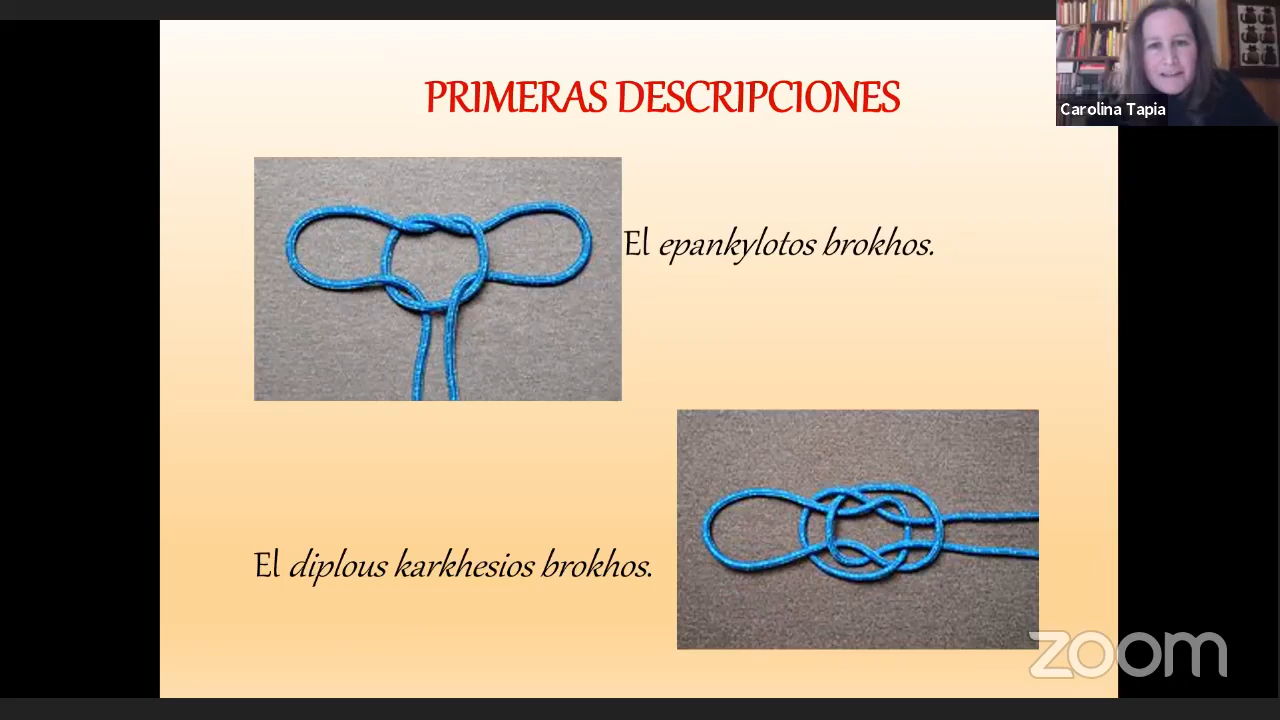 PRIMERAS DESCRIPCIONES
Carolina Tapia
El epankylotos brokhos.
El diplous karkhesios brokhos.
zoom